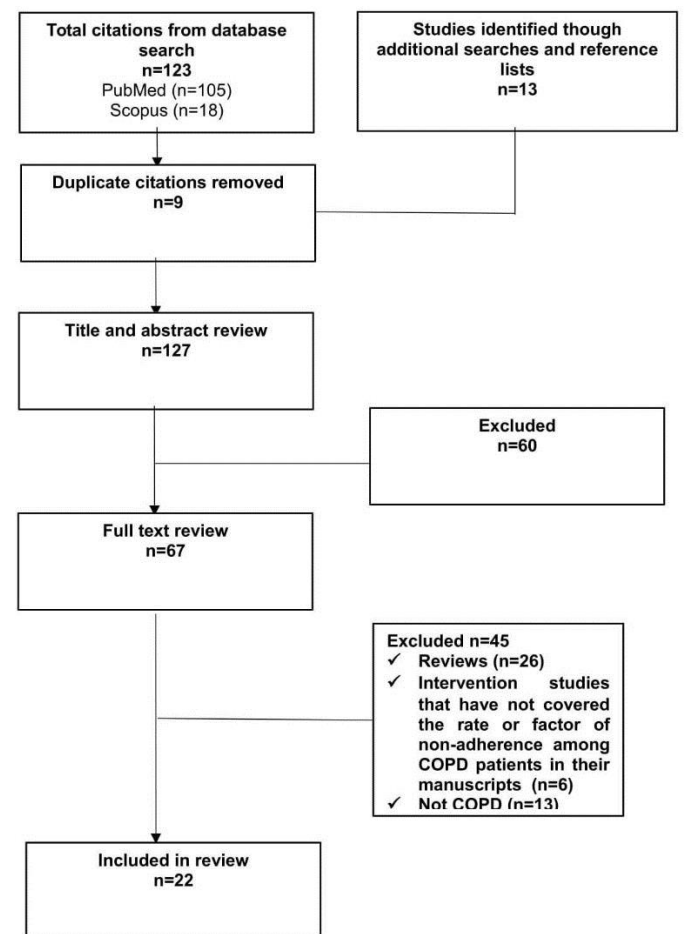 Total citations from database
search
n=123
PubMed (n=105)
Scopus (n=18)
Studies identified though
additional searches and reference
lists
n=13
Duplicate citations removed
n=9
Title and abstract review
n=127
Excluded
n=60
Full text review
n=67
Excluded n=45
✓ Reviews (n=26)
✓ Intervention studies
that have not covered
the rate or factor of
non-adherence among
COPD patients in their
manuscripts (n=6)
✓ Not COPD (n=13)
Included in review
n=22